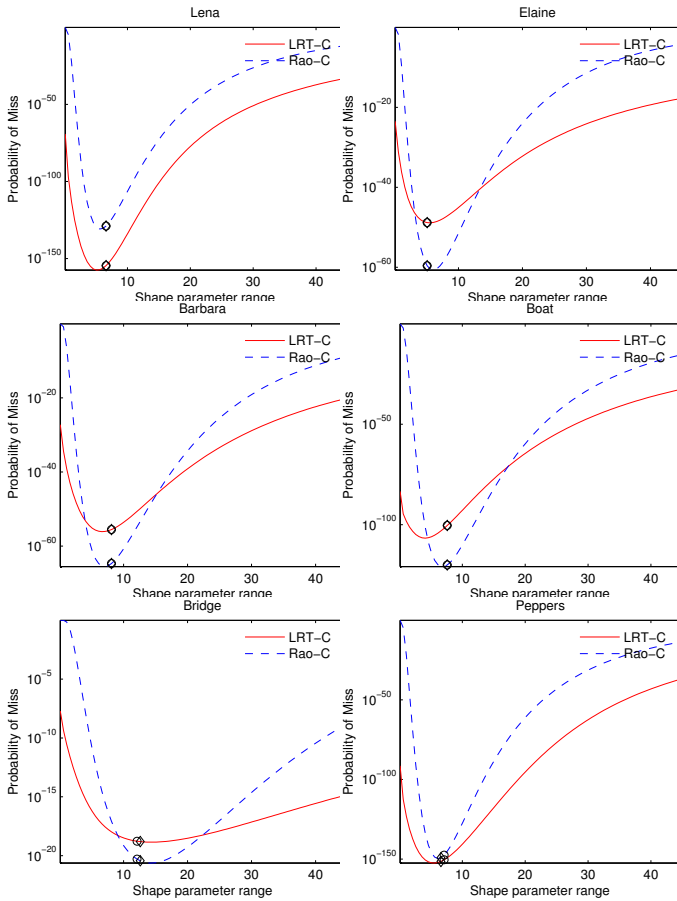 Lena
LRT−C
Rao−C
10^−50
10^−100
10^−150
Probability of Miss
10 20 30 40
Shape parameter range
Elaine
LRT−C
Rao−C
10^−20
10^−40
10^−60
Probability of Miss
10 20 30 40
Shape parameter range
Barbara
LRT−C
Rao−C
10^−20
10^−40
10^−60
Probability of Miss
10 20 30 40
Shape parameter range
Boat
LRT−C
Rao−C
10^−50
10^−100
Probability of Miss
10 20 30 40
Shape parameter range
Bridge
LRT−C
Rao−C
10^−5
10^−10
10^−15
10^−20
Probability of Miss
10 20 30 40
Shape parameter range
Peppers
LRT−C
Rao−C
10^−50
10^−100
10^−150
Probability of Miss
10 20 30 40
Shape parameter range